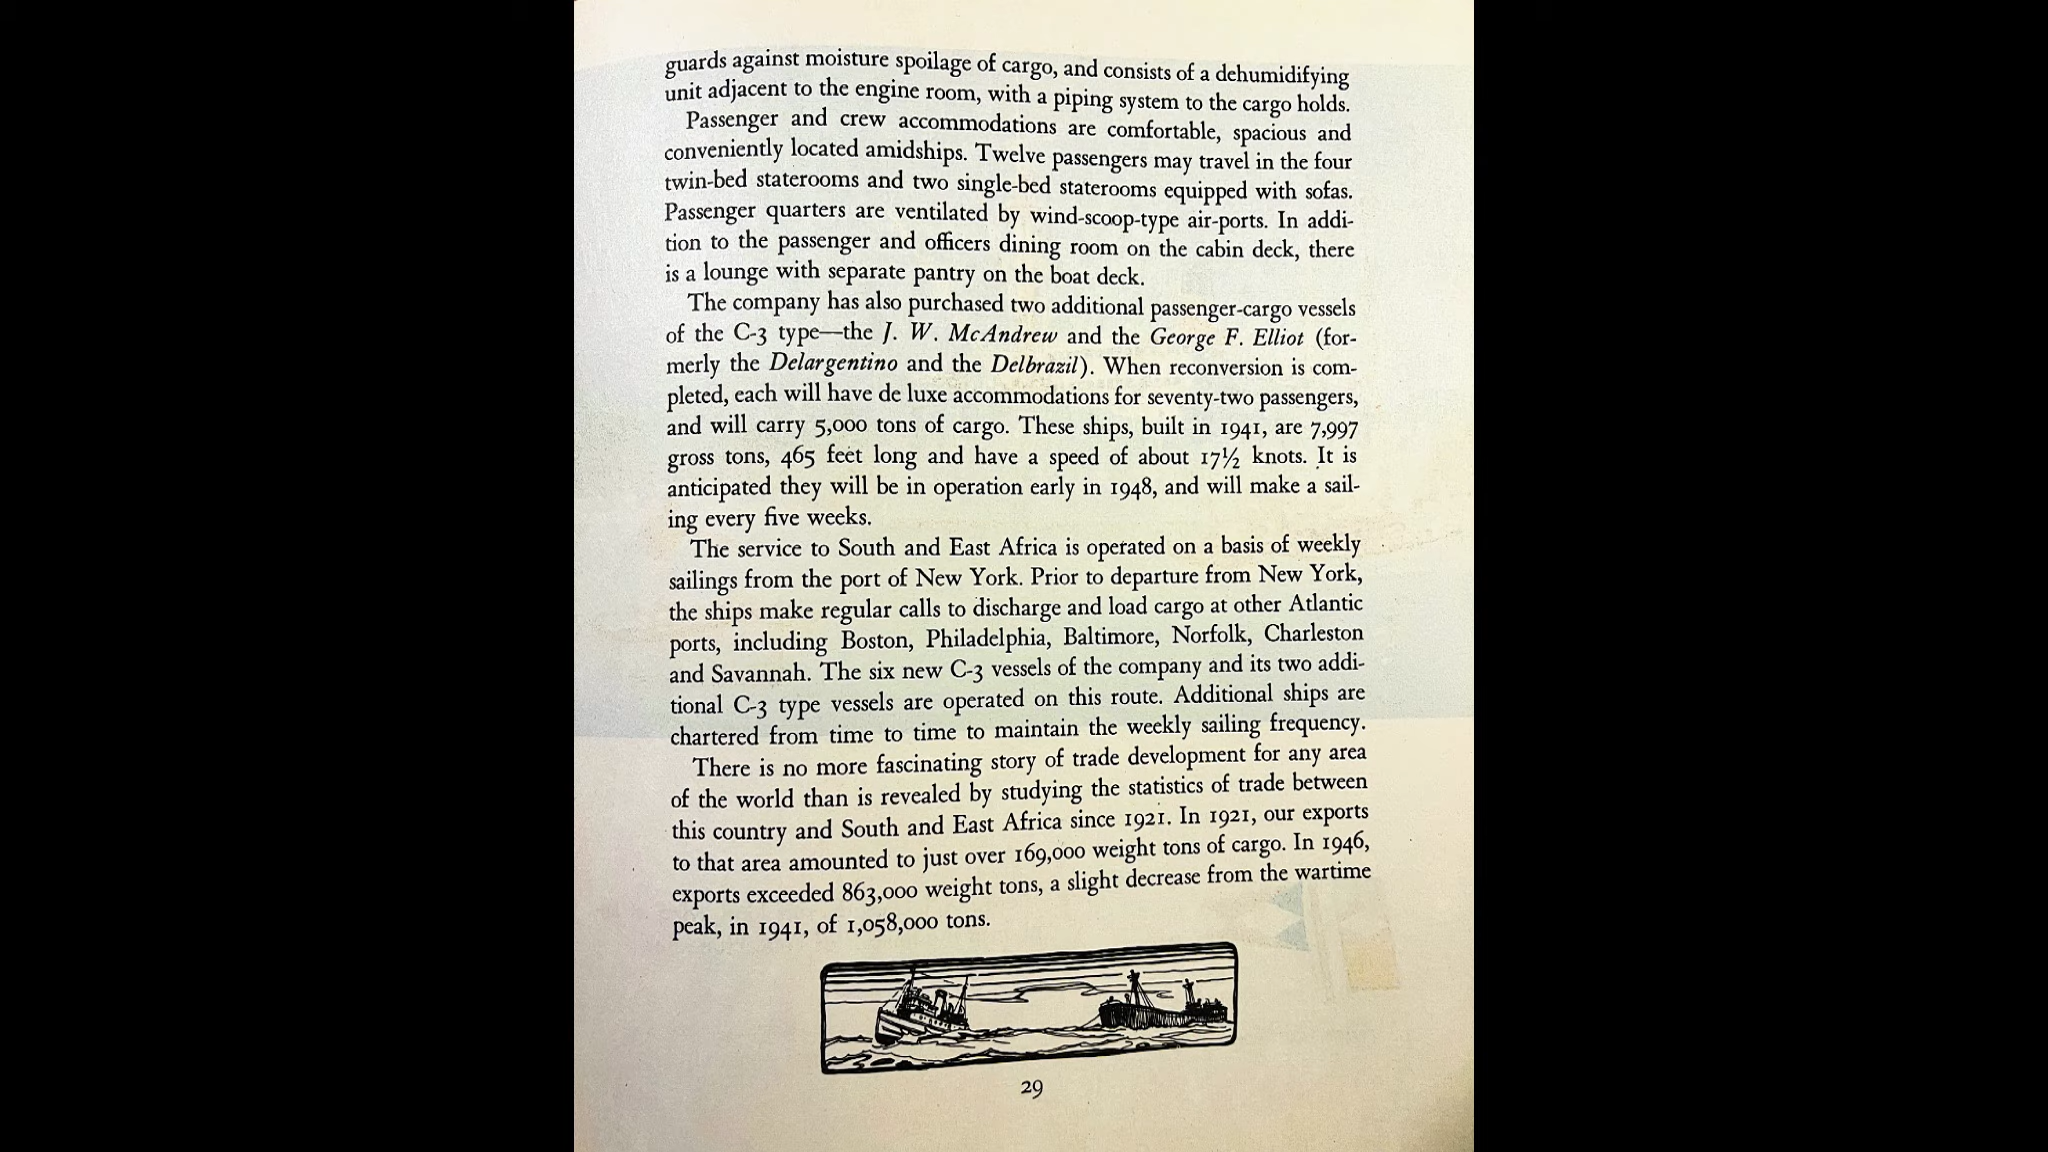 guards against moisture spoilage of cargo, and consists of a dehumidifying
unit adjacent to the engine room, with a piping system to the cargo holds.
Passenger and crew accommodations are comfortable, spacious and
conveniently located amidships. Twelve passengers may travel in the four
twin-bed staterooms and two single-bed staterooms equipped with sofas.
Passenger quarters are ventilated by wind-scoop-type air-ports. In addi-
tion to the passenger and officers dining room on the cabin deck, there
is a lounge with separate pantry on the boat deck.
The company has also purchased two additional passenger-cargo vessels
of the C-3 type—the J. W. McAndrew and the George F. Elliot (for-
merly the Delargentino and the Delbrazil). When reconversion is com-
pleted, each will have de luxe accommodations for seventy-two passengers,
and will carry 5,000 tons of cargo. These ships, built in 1941, are 7,997
gross tons, 465 feet long and have a speed of about 17½ knots. It is
anticipated they will be in operation early in 1948, and will make a sail-
ing every five weeks.
The service to South and East Africa is operated on a basis of weekly
sailings from the port of New York. Prior to departure from New York,
the ships make regular calls to discharge and load cargo at other Atlantic
ports, including Boston, Philadelphia, Baltimore, Norfolk, Charleston
and Savannah. The six new C-3 vessels of the company and its two addi-
tional C-3 type vessels are operated on this route. Additional ships are
chartered from time to time to maintain the weekly sailing frequency.
There is no more fascinating story of trade development for any area
of the world than is revealed by studying the statistics of trade between
this country and South and East Africa since 1921. In 1921, our exports
to that area amounted to just over 169,000 weight tons of cargo. In 1946,
exports exceeded 863,000 weight tons, a slight decrease from the wartime
peak, in 1941, of 1,058,000 tons.
29